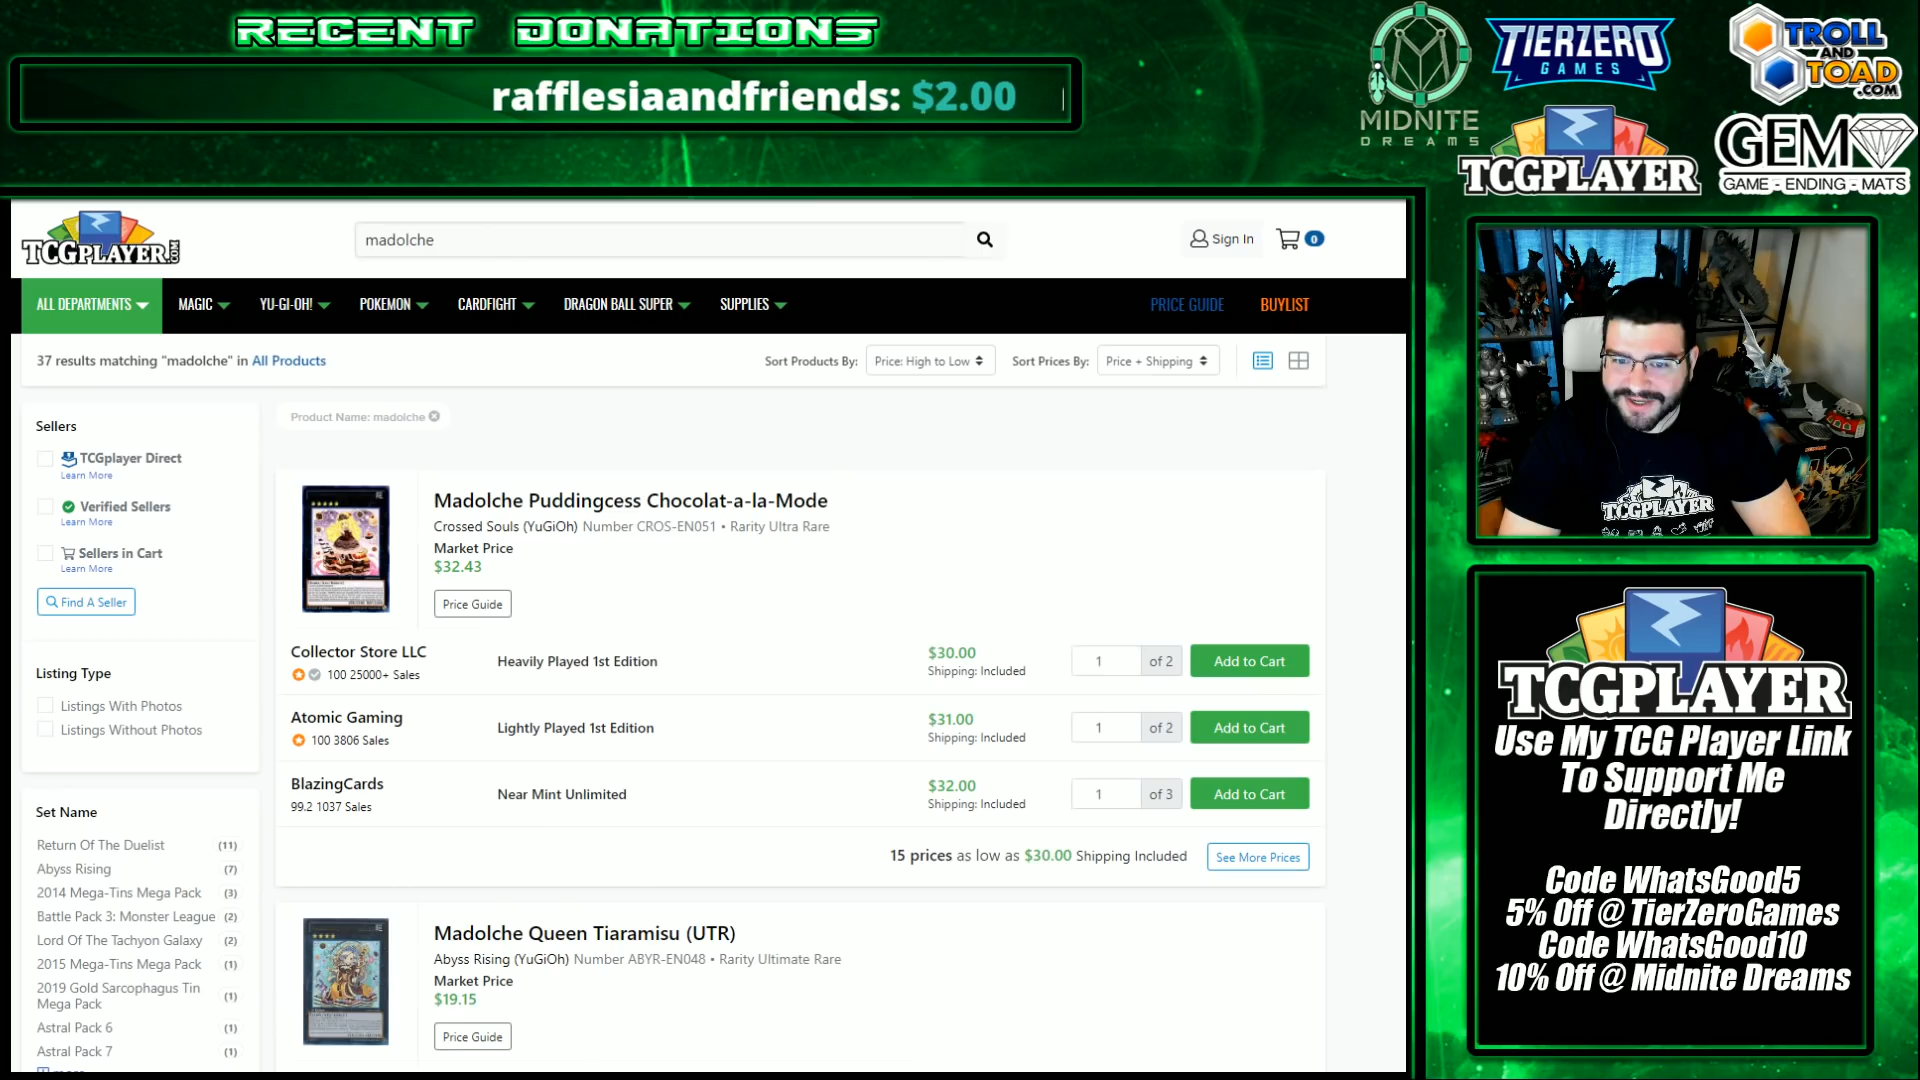 RECENT DONATIONS
rafflesiaandfriends: $2.00
MIDNITE
DREAMS
TIERZERO
GAMES
TROLL
AND
TOAD
.COM
TCGPLAYER
GEM
GAME - ENDING - MATS
TCGPLAYER.COM
madolche
Sign In
0
ALL DEPARTMENTS
MAGIC
YU-GI-OH!
POKEMON
CARDFIGHT
DRAGON BALL SUPER
SUPPLIES
PRICE GUIDE
BUYLIST
37 results matching "madolche" in All Products
Sort Products By: Price: High to Low
Sort Prices By: Price + Shipping
Product Name: madolche
Sellers
TCGplayer Direct
Learn More
Verified Sellers
Learn More
Sellers in Cart
Learn More
Find A Seller
Listing Type
Listings With Photos
Listings Without Photos
Set Name
Return Of The Duelist (11)
Abyss Rising (7)
2014 Mega-Tins Mega Pack (3)
Battle Pack 3: Monster League (2)
Lord Of The Tachyon Galaxy (2)
2015 Mega-Tins Mega Pack (1)
2019 Gold Sarcophagus Tin
Mega Pack (1)
Astral Pack 6 (1)
Astral Pack 7 (1)
Madolche Puddingcess Chocolat-a-la-Mode
Crossed Souls (YuGiOh) Number CROS-EN051 • Rarity Ultra Rare
Market Price
$32.43
Price Guide
Collector Store LLC
100 25000+ Sales
Heavily Played 1st Edition
$30.00
Shipping: Included
1 of 2
Add to Cart
Atomic Gaming
100 3806 Sales
Lightly Played 1st Edition
$31.00
Shipping: Included
1 of 2
Add to Cart
BlazingCards
99.2 1037 Sales
Near Mint Unlimited
$32.00
Shipping: Included
1 of 3
Add to Cart
15 prices as low as $30.00 Shipping Included
See More Prices
Madolche Queen Tiaramisu (UTR)
Abyss Rising (YuGiOh) Number ABYR-EN048 • Rarity Ultimate Rare
Market Price
$19.15
Price Guide
TCGPLAYER
TCGPLAYER
Use My TCG Player Link
To Support Me
Directly!
Code WhatsGood5
5% Off @ TierZeroGames
Code WhatsGood10
10% Off @ Midnite Dreams